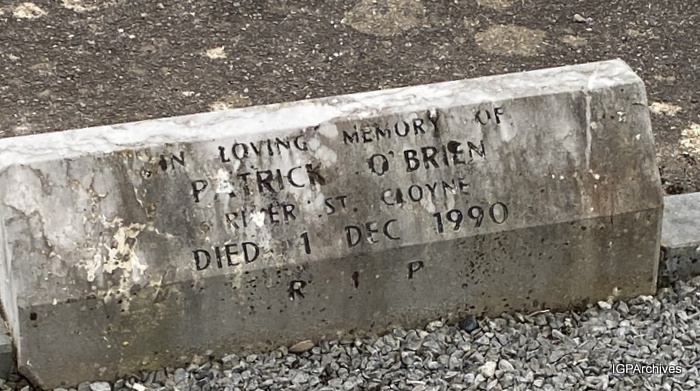 IN LOVING MEMORY OF
PATRICK O'BRIEN
RIVER ST. CLOYNE
DIED 1 DEC 1990
R I P
IGPArchives